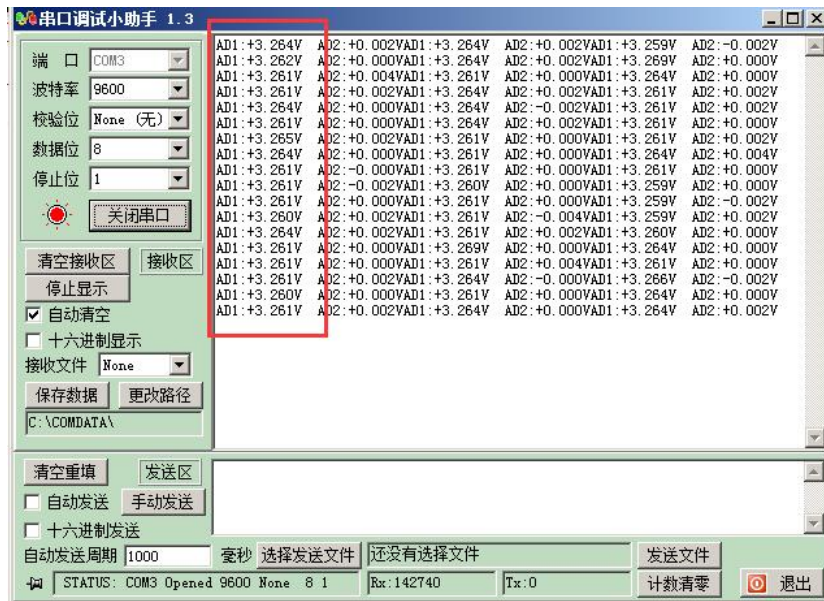 串口调试小助手 1.3
端 口 COM3
波特率 9600
校验位 None (无)
数据位 8
停止位 1
关闭串口
清空接收区 接收区
停止显示
自动清空
十六进制显示
接收文件 None
保存数据 更改路径
C:\COMDATA\
AD1:+3.264V AD2:+0.002VAD1:+3.264V AD2:+0.002VAD1:+3.259V AD2:-0.002V
AD1:+3.262V AD2:+0.000VAD1:+3.264V AD2:+0.000VAD1:+3.269V AD2:+0.000V
AD1:+3.261V AD2:+0.004VAD1:+3.261V AD2:+0.000VAD1:+3.264V AD2:+0.000V
AD1:+3.261V AD2:+0.002VAD1:+3.264V AD2:+0.002VAD1:+3.261V AD2:+0.002V
AD1:+3.264V AD2:+0.000VAD1:+3.264V AD2:-0.002VAD1:+3.261V AD2:+0.002V
AD1:+3.261V AD2:+0.000VAD1:+3.264V AD2:+0.002VAD1:+3.261V AD2:+0.000V
AD1:+3.265V AD2:+0.002VAD1:+3.261V AD2:+0.000VAD1:+3.261V AD2:+0.002V
AD1:+3.264V AD2:+0.000VAD1:+3.261V AD2:+0.000VAD1:+3.264V AD2:+0.004V
AD1:+3.261V AD2:-0.000VAD1:+3.261V AD2:+0.000VAD1:+3.261V AD2:+0.000V
AD1:+3.261V AD2:-0.002VAD1:+3.260V AD2:+0.000VAD1:+3.259V AD2:+0.000V
AD1:+3.261V AD2:+0.000VAD1:+3.261V AD2:+0.000VAD1:+3.259V AD2:-0.002V
AD1:+3.260V AD2:+0.002VAD1:+3.261V AD2:-0.004VAD1:+3.259V AD2:+0.002V
AD1:+3.264V AD2:+0.002VAD1:+3.261V AD2:+0.002VAD1:+3.260V AD2:+0.000V
AD1:+3.261V AD2:+0.000VAD1:+3.269V AD2:+0.000VAD1:+3.264V AD2:+0.000V
AD1:+3.261V AD2:+0.000VAD1:+3.261V AD2:+0.004VAD1:+3.261V AD2:+0.000V
AD1:+3.261V AD2:+0.002VAD1:+3.264V AD2:-0.000VAD1:+3.266V AD2:-0.002V
AD1:+3.260V AD2:+0.000VAD1:+3.261V AD2:+0.000VAD1:+3.264V AD2:+0.000V
AD1:+3.261V AD2:+0.002VAD1:+3.264V AD2:+0.000VAD1:+3.264V AD2:+0.002V
清空重填 发送区
自动发送 手动发送
十六进制发送
自动发送周期 1000 毫秒 选择发送文件 还没有选择文件 发送文件
STATUS: COM3 Opened 9600 None 8 1 Rx:142740 Tx:0 计数清零 退出